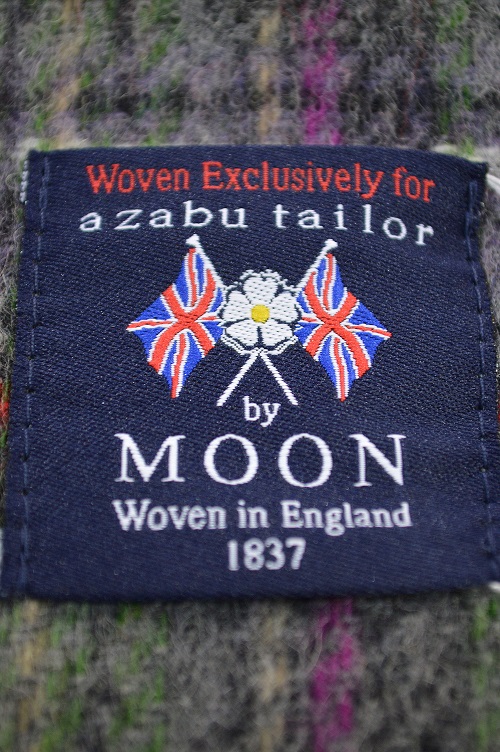 Woven Exclusively for
azabu tailor
by
MOON
Woven in England
1837